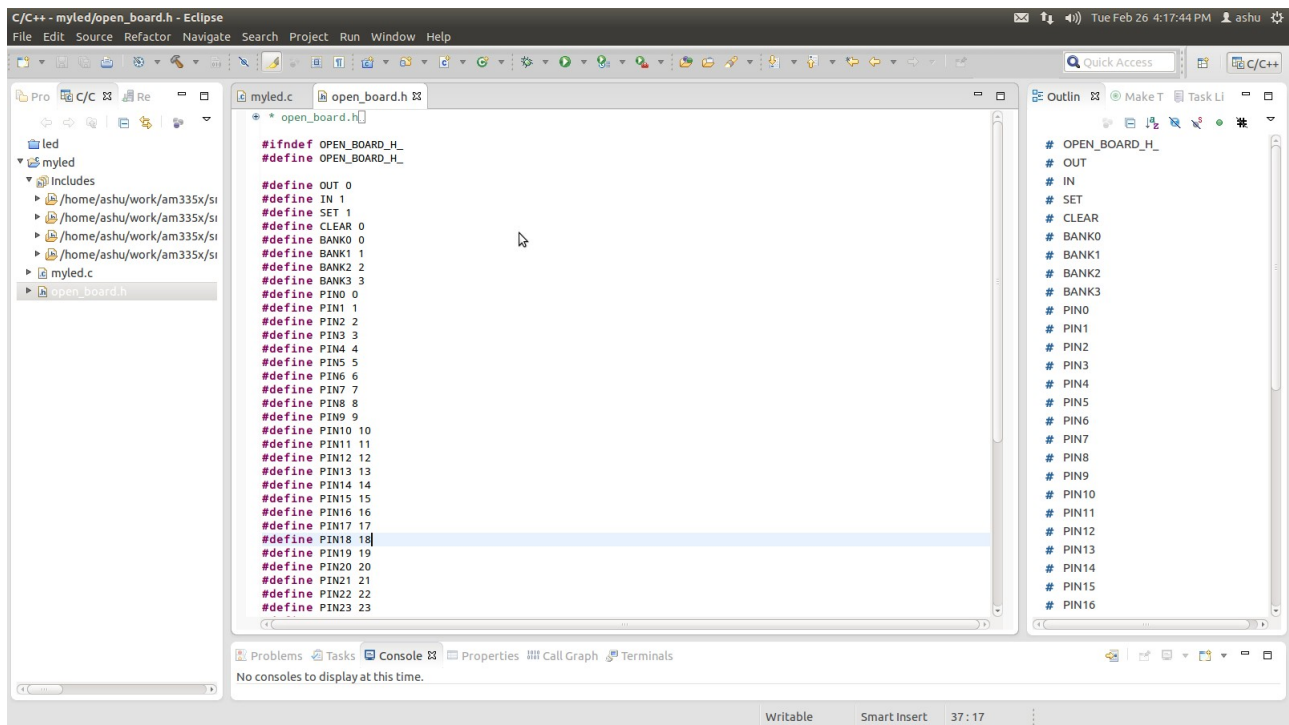 C/C++ - myled/open_board.h - Eclipse
Tue Feb 26 4:17:44 PM ashu
File Edit Source Refactor Navigate Search Project Run Window Help
Quick Access
C/C++
Pro C/C Re
led
myled
Includes
/home/ashu/work/am335x/
/home/ashu/work/am335x/
/home/ashu/work/am335x/
/home/ashu/work/am335x/
myled.c
open_board.h
myled.c open_board.h
* open_board.h
#ifndef OPEN_BOARD_H_
#define OPEN_BOARD_H_
#define OUT 0
#define IN 1
#define SET 1
#define CLEAR 0
#define BANK0 0
#define BANK1 1
#define BANK2 2
#define BANK3 3
#define PIN0 0
#define PIN1 1
#define PIN2 2
#define PIN3 3
#define PIN4 4
#define PIN5 5
#define PIN6 6
#define PIN7 7
#define PIN8 8
#define PIN9 9
#define PIN10 10
#define PIN11 11
#define PIN12 12
#define PIN13 13
#define PIN14 14
#define PIN15 15
#define PIN16 16
#define PIN17 17
#define PIN18 18
#define PIN19 19
#define PIN20 20
#define PIN21 21
#define PIN22 22
#define PIN23 23
Outlin Make T Task Li
# OPEN_BOARD_H_
# OUT
# IN
# SET
# CLEAR
# BANK0
# BANK1
# BANK2
# BANK3
# PIN0
# PIN1
# PIN2
# PIN3
# PIN4
# PIN5
# PIN6
# PIN7
# PIN8
# PIN9
# PIN10
# PIN11
# PIN12
# PIN13
# PIN14
# PIN15
# PIN16
Problems Tasks Console Properties Call Graph Terminals
No consoles to display at this time.
Writable Smart Insert 37 : 17